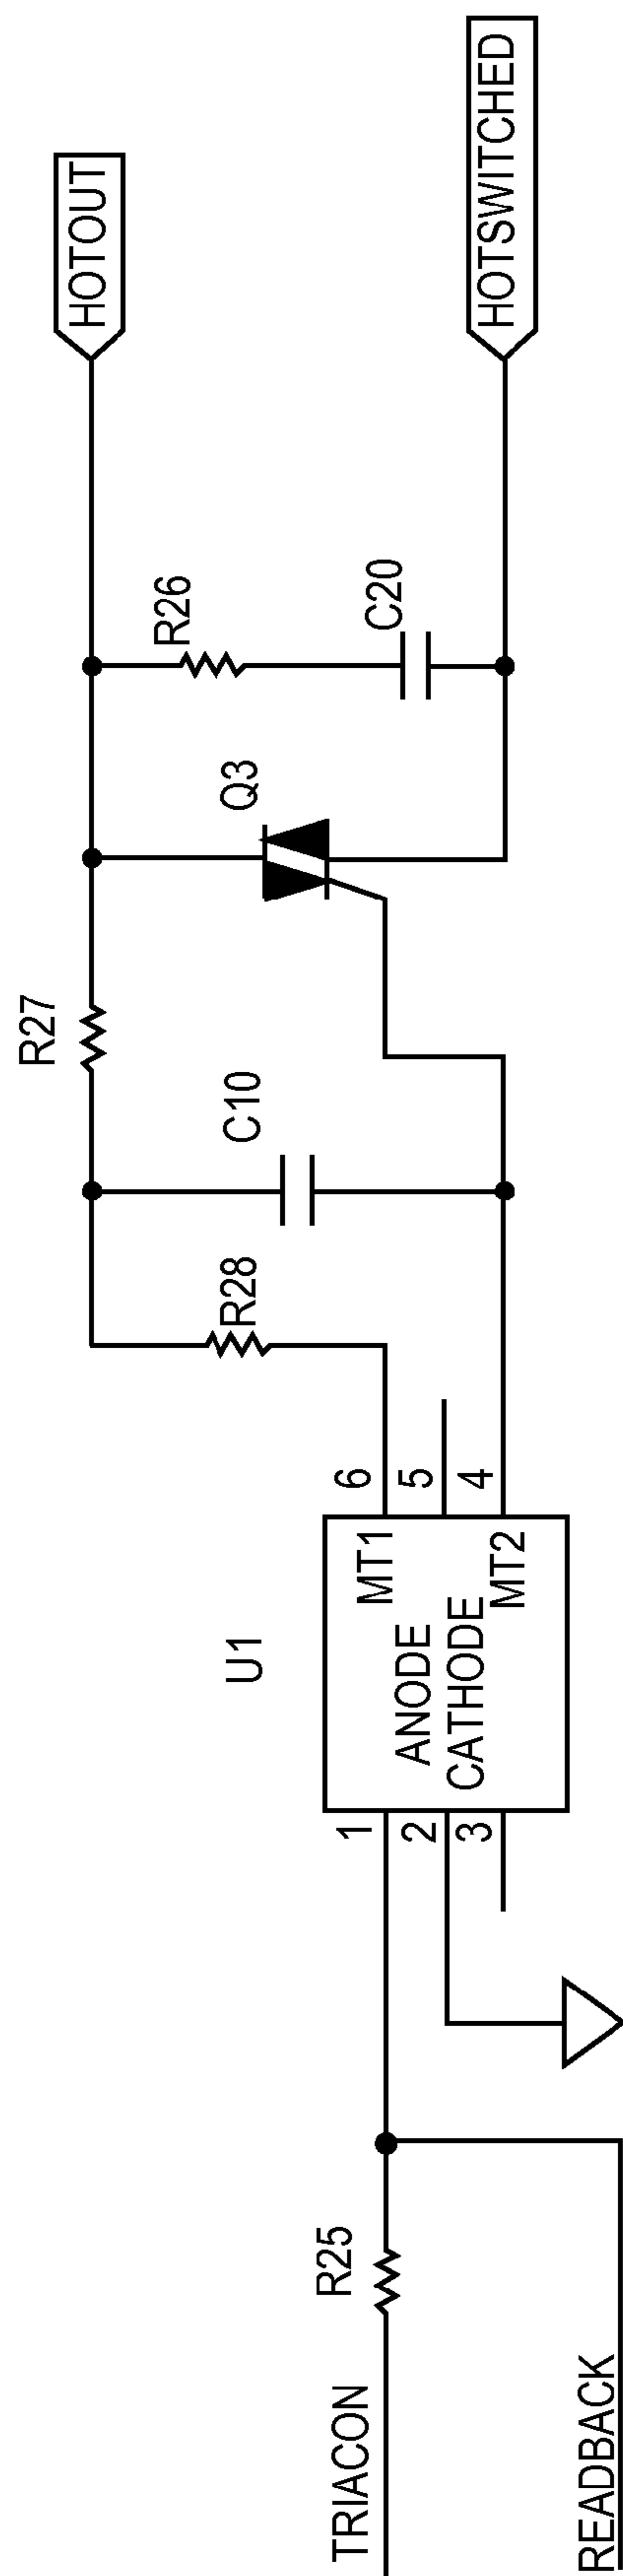 TRIACON
READBACK
R25
1
2
3
U1
MT1
ANODE
CATHODE
MT2
6
5
4
R28
C10
R27
Q3
R26
C20
HOTOUT
HOTSWITCHED